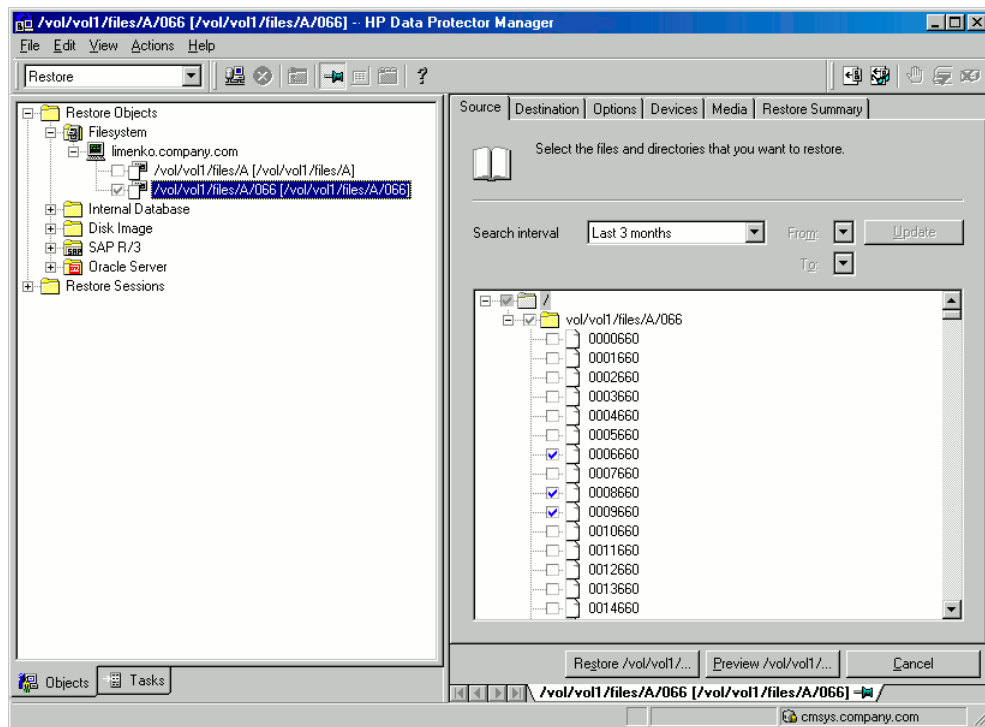 /vol/vol1/files/A/066 [/vol/vol1/files/A/066] -- HP Data Protector Manager
File Edit View Actions Help
Restore
?
Restore Objects
Filesystem
limenko.company.com
/vol/vol1/files/A [/vol/vol1/files/A]
/vol/vol1/files/A/066 [/vol/vol1/files/A/066]
Internal Database
Disk Image
SAP R/3
Oracle Server
Restore Sessions
Objects Tasks
Source Destination Options Devices Media Restore Summary
Select the files and directories that you want to restore.
Search interval Last 3 months From: Update
To:
/
vol/vol1/files/A/066
0000660
0001660
0002660
0003660
0004660
0005660
0006660
0007660
0008660
0009660
0010660
0011660
0012660
0013660
0014660
Restore /vol/vol1/... Preview /vol/vol1/... Cancel
/vol/vol1/files/A/066 [/vol/vol1/files/A/066]
cmsys.company.com